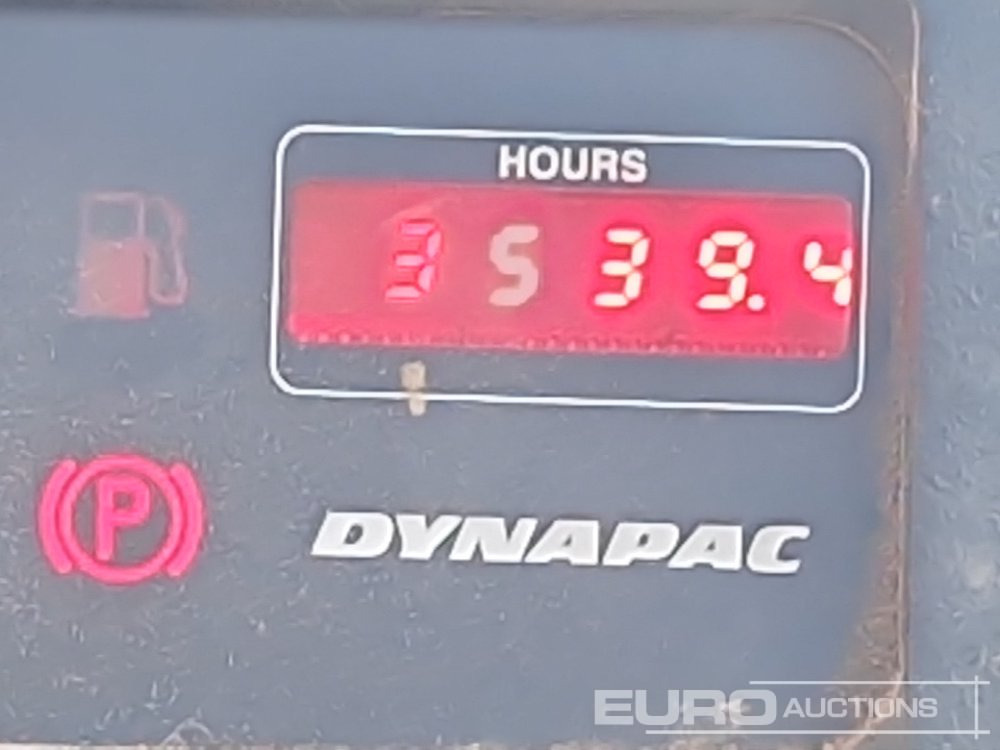 HOURS
3539.4
P
DYNAPAC
EURO AUCTIONS